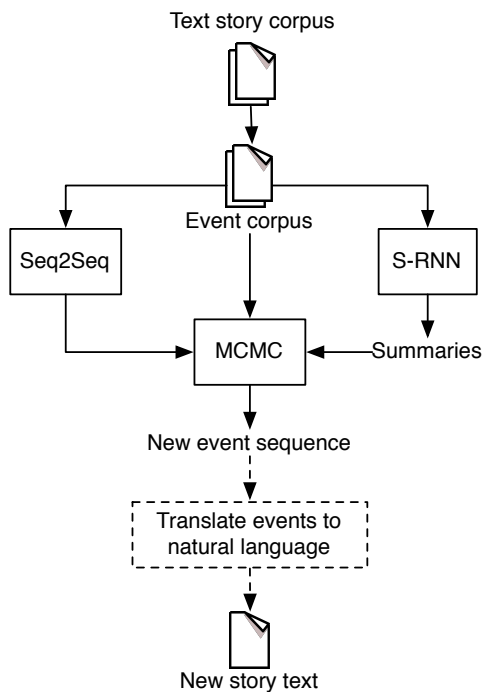 Text story corpus
Event corpus
Seq2Seq
S-RNN
MCMC
Summaries
New event sequence
Translate events to
natural language
New story text